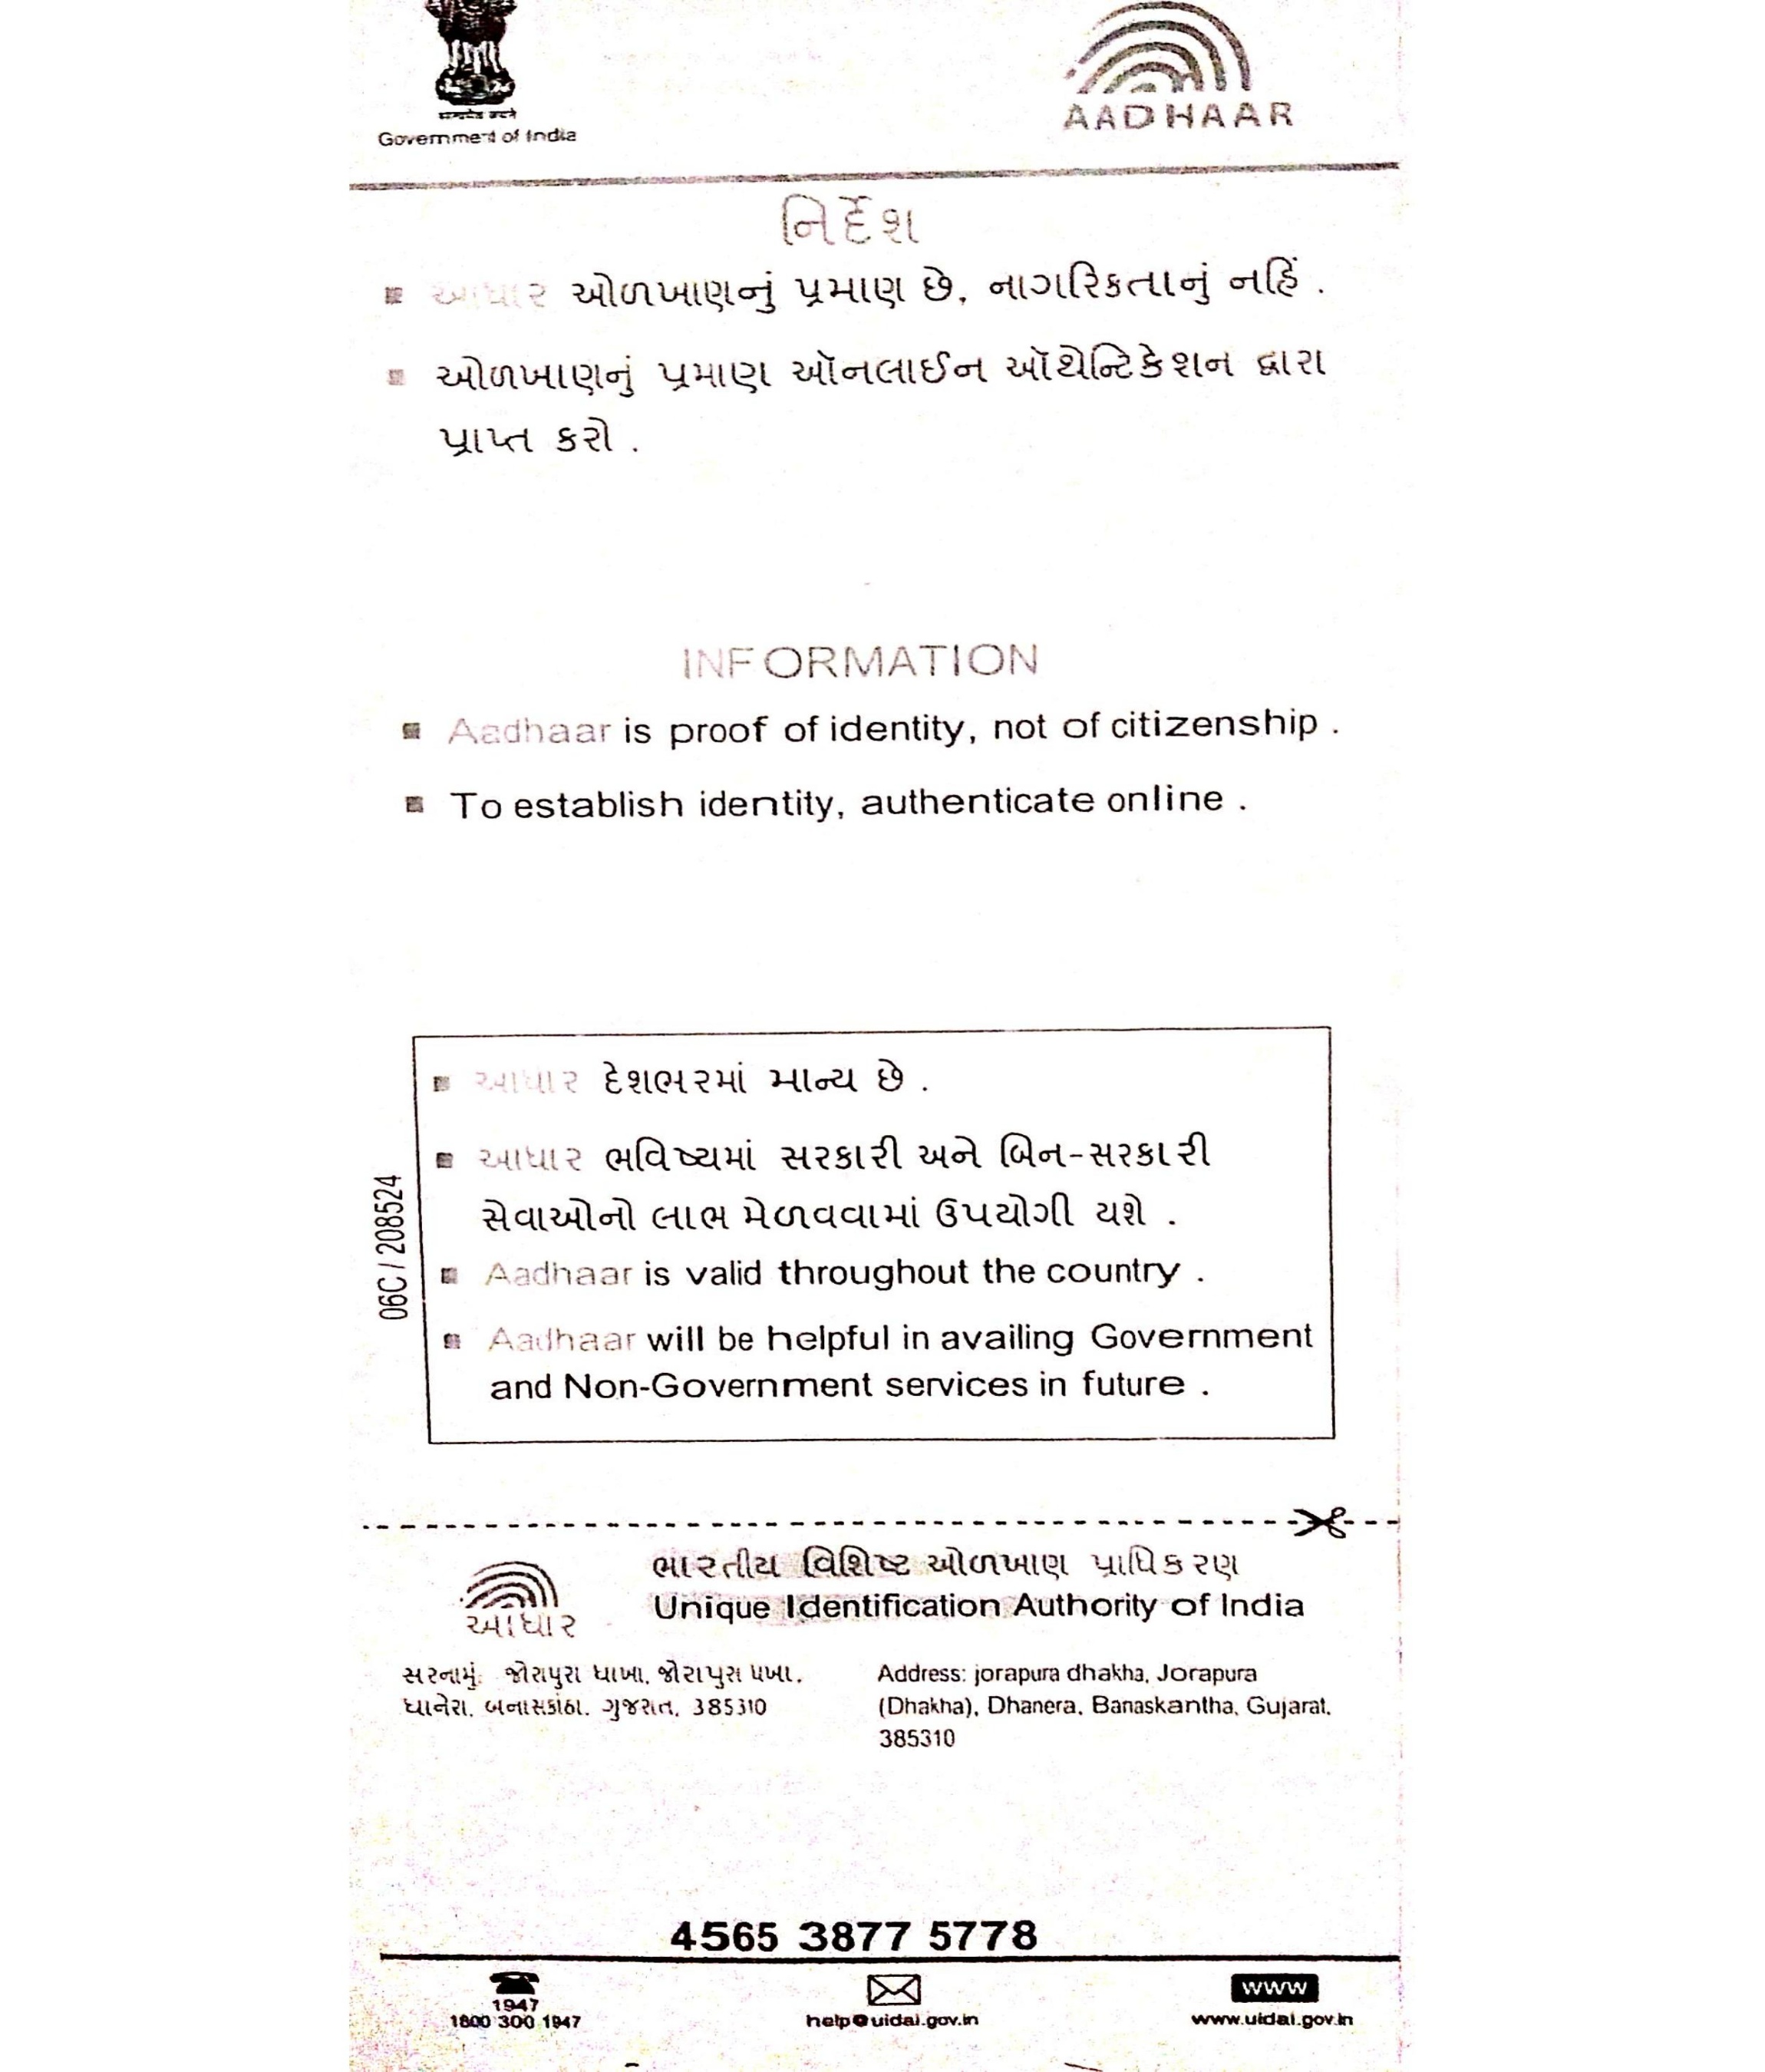 Government of India
AADHAAR
નિર્દેશ
આધાર ઓળખાણનું પ્રમાણ છે, નાગરિકતાનું નહિં .
ઓળખાણનું પ્રમાણ ઑનલાઈન ઑથેન્ટિકેશન દ્વારા
પ્રાપ્ત કરો .
INFORMATION
Aadhaar is proof of identity, not of citizenship .
To establish identity, authenticate online .
આધાર દેશભરમાં માન્ય છે .
આધાર ભવિષ્યમાં સરકારી અને બિન-સરકારી
સેવાઓનો લાભ મેળવવામાં ઉપયોગી થશે .
Aadhaar is valid throughout the country .
Aadhaar will be helpful in availing Government
and Non-Government services in future .
06C / 208524
ભારતીય વિશિષ્ટ ઓળખાણ પ્રાધિકરણ
Unique Identification Authority of India
આધાર
સરનામું: જોરાપુરા ધાખા, જોરાપુરા ધખા,
ધાનેરા, બનાસકાંઠા, ગુજરાત, 385310
Address: jorapura dhakha, Jorapura
(Dhakha), Dhanera, Banaskantha, Gujarat,
385310
4565 3877 5778
1947
1800 300 1947
help@uidai.gov.in
www
www.uidai.gov.in